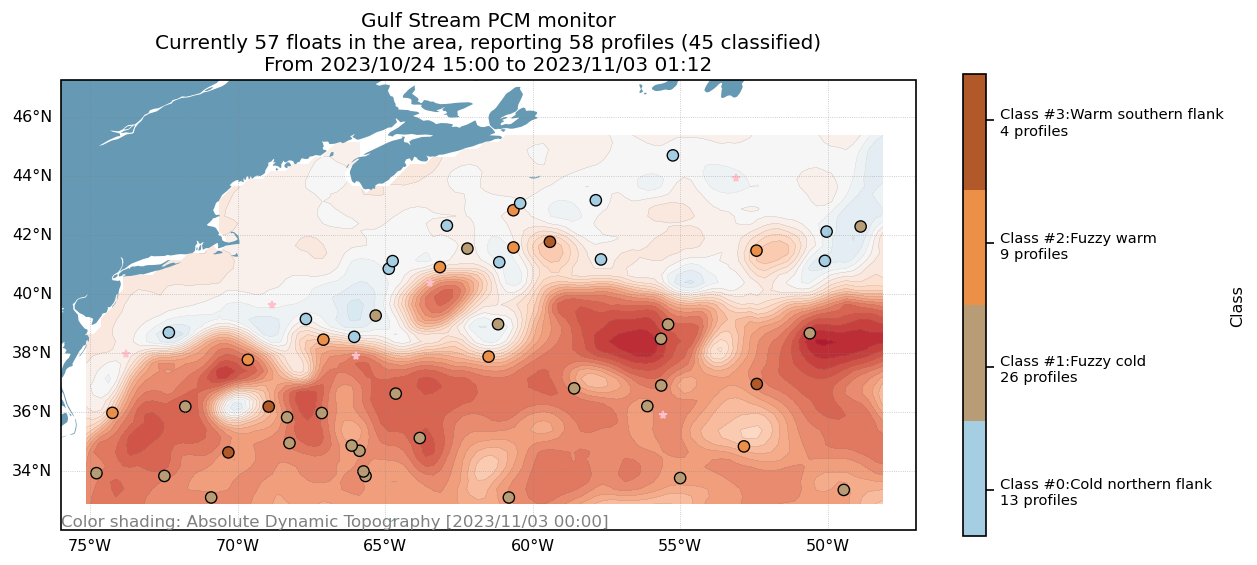 Gulf Stream PCM monitor
Currently 57 floats in the area, reporting 58 profiles (45 classified)
From 2023/10/24 15:00 to 2023/11/03 01:12
46°N
44°N
42°N
40°N
38°N
36°N
34°N
Color shading: Absolute Dynamic Topography [2023/11/03 00:00]
75°W
70°W
65°W
60°W
55°W
50°W
Class #3:Warm southern flank
4 profiles
Class #2:Fuzzy warm
9 profiles
Class #1:Fuzzy cold
26 profiles
Class #0:Cold northern flank
13 profiles
Class